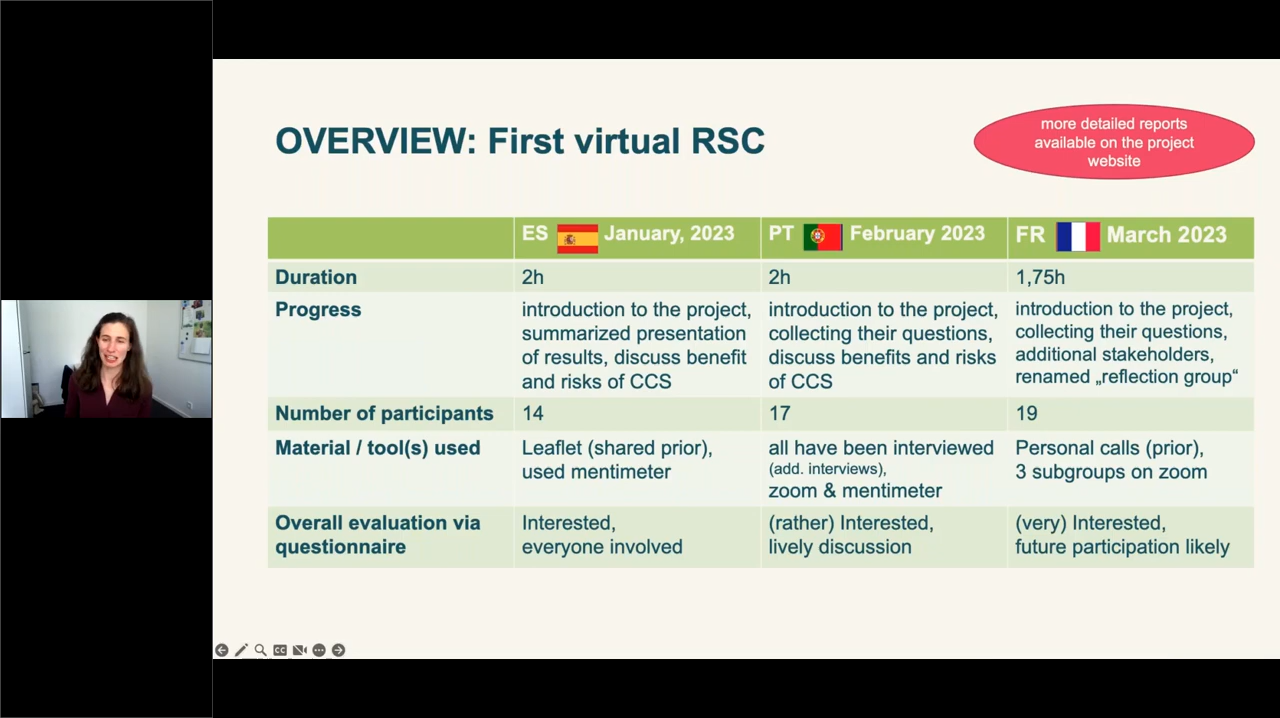 OVERVIEW: First virtual RSC
more detailed reports
available on the project
website
ES January, 2023
PT February 2023
FR March 2023
Duration
2h
2h
1,75h
Progress
introduction to the project,
summarized presentation
of results, discuss benefit
and risks of CCS
introduction to the project,
collecting their questions,
discuss benefits and risks
of CCS
introduction to the project,
collecting their questions,
additional stakeholders,
renamed „reflection group“
Number of participants
14
17
19
Material / tool(s) used
Leaflet (shared prior),
used mentimeter
all have been interviewed
(add. interviews),
zoom & mentimeter
Personal calls (prior),
3 subgroups on zoom
Overall evaluation via
questionnaire
Interested,
everyone involved
(rather) Interested,
lively discussion
(very) Interested,
future participation likely
CC